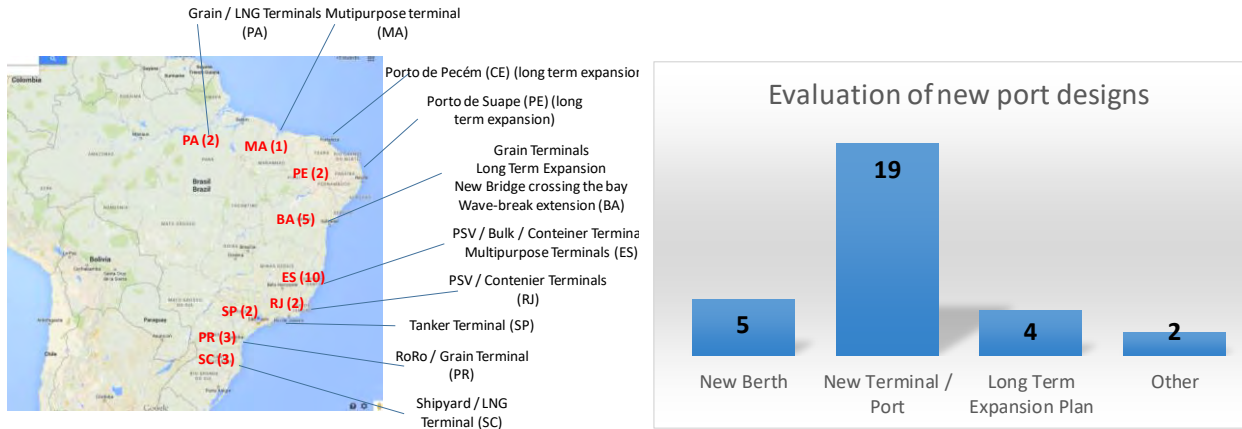 Grain / LNG Terminals
(PA)
Mutipurpose terminal
(MA)
Porto de Pecém (CE) (long term expansion
Porto de Suape (PE) (long
term expansion)
Grain Terminals
Long Term Expansion
New Bridge crossing the bay
Wave-break extension (BA)
PSV / Bulk / Conteiner Termina
Multipurpose Terminals (ES)
PSV / Contenier Terminals
(RJ)
Tanker Terminal (SP)
RoRo / Grain Terminal
(PR)
Shipyard / LNG
Terminal (SC)
Colombia
PA (2)
MA (1)
PE (2)
Brasil
Brazil
BA (5)
Bolivia
ES (10)
RJ (2)
SP (2)
Paraguay
PR (3)
SC (3)
Chile
Google
Evaluation of new port designs
5
19
4
2
New Berth
New Terminal /
Port
Long Term
Expansion Plan
Other